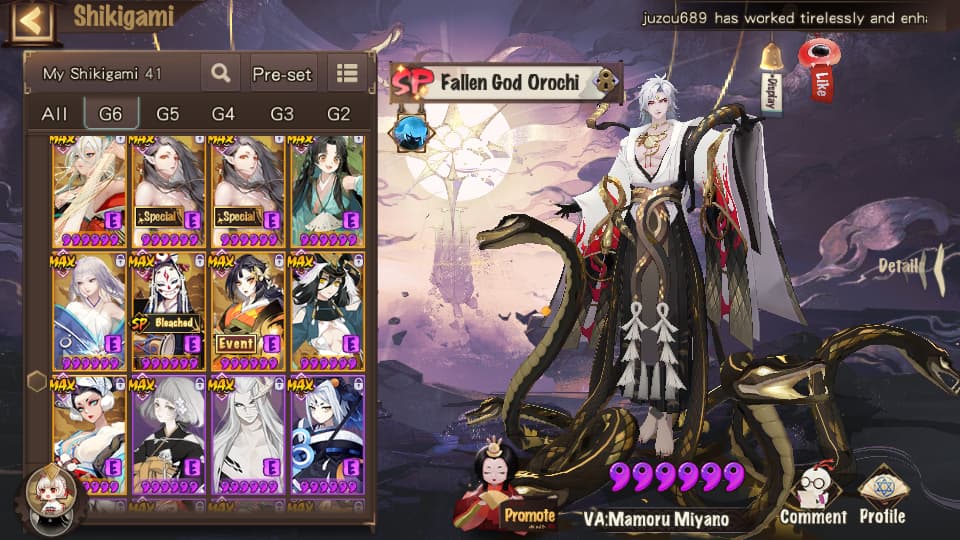 Shikigami
juzou689 has worked tirelessly and enha
My Shikigami 41
Pre-set
All G6 G5 G4 G3 G2
SP Fallen God Orochi
Display
Like
MAX MAX MAX MAX
Special E Special E E E
999999 999999 999999 999999
MAX MAX MAX MAX
SP Bleached
E E Event E E
999999 999999 999999 999999
MAX MAX MAX MAX
E E E E
9999 999999 999999 999999
Detail
999999
Promote
VA:Mamoru Miyano
Comment Profile